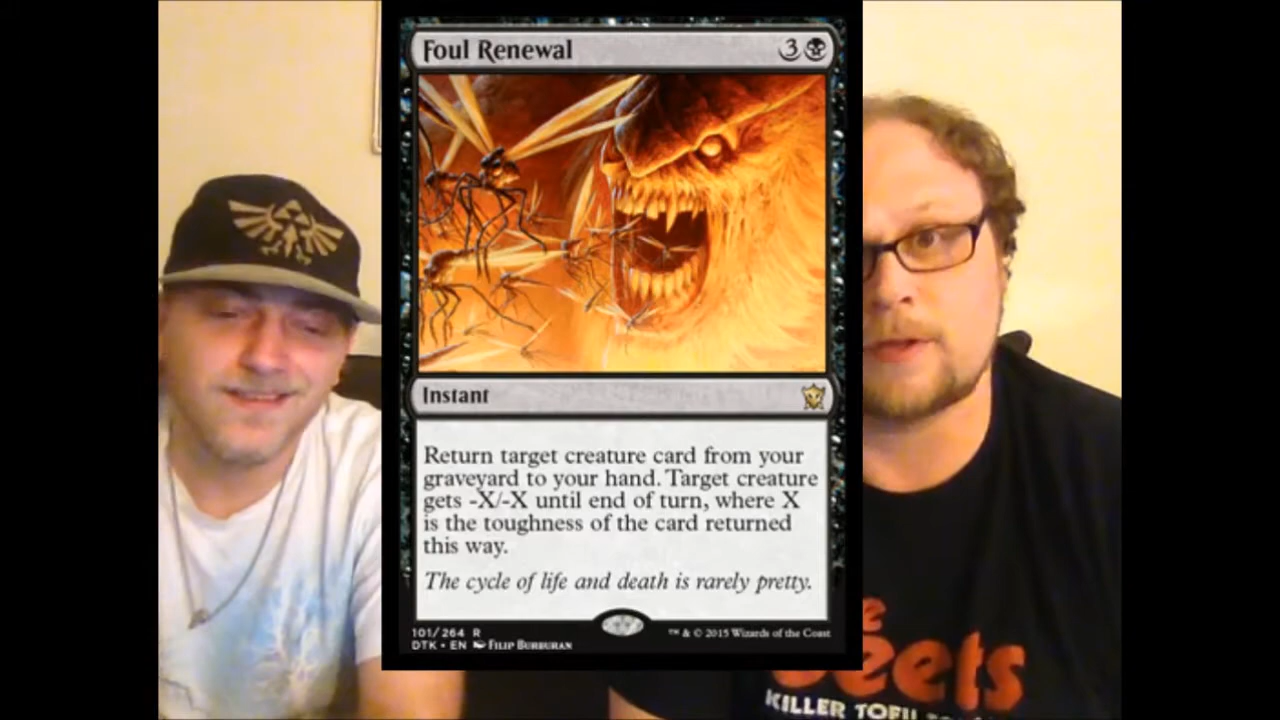 Foul Renewal 3
Instant
Return target creature card from your
graveyard to your hand. Target creature
gets -X/-X until end of turn, where X
is the toughness of the card returned
this way.
The cycle of life and death is rarely pretty.
101/264 R
™ & © 2015 Wizards of the Coast
DTK • EN Filip Burburan
KILLER TOFU